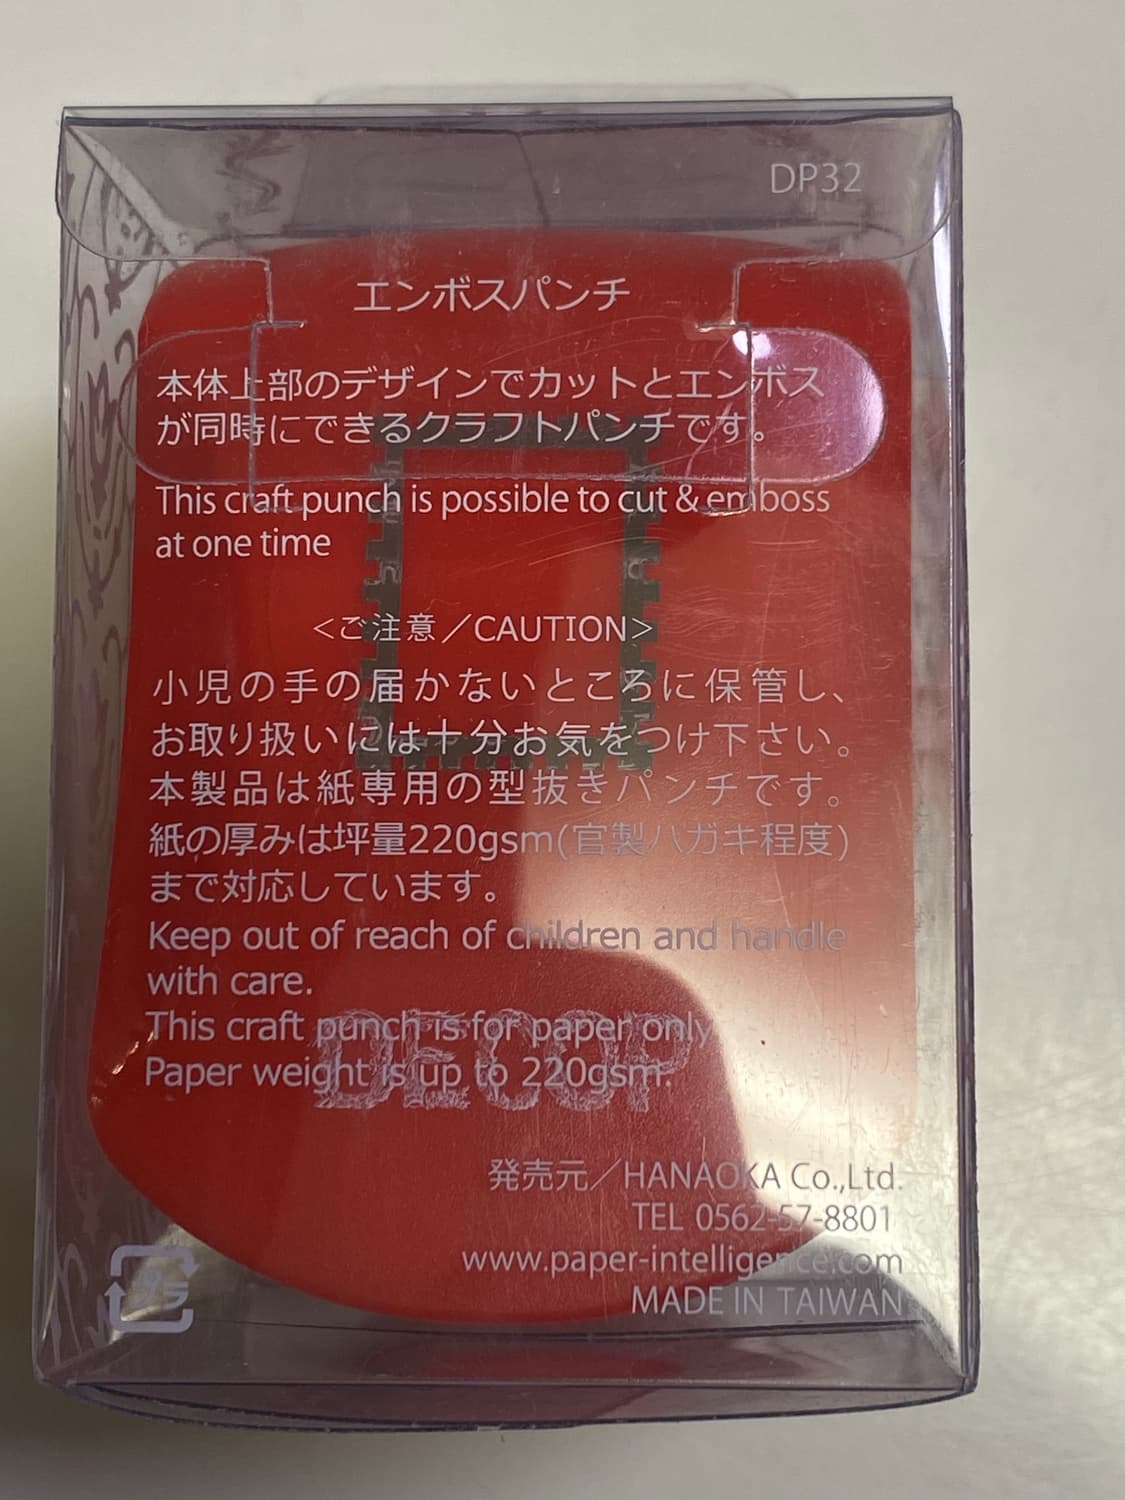 DP32
エンボスパンチ
本体上部のデザインでカットとエンボス
が同時にできるクラフトパンチです。
This craft punch is possible to cut & emboss
at one time
<ご注意／CAUTION>
小児の手の届かないところに保管し、
お取り扱いには十分お気をつけ下さい。
本製品は紙専用の型抜きパンチです。
紙の厚みは坪量220gsm(官製ハガキ程度)
まで対応しています。
Keep out of reach of children and handle
with care.
This craft punch is for paper only.
Paper weight is up to 220gsm.
DECOP
発売元／HANAOKA Co.,Ltd.
TEL 0562-57-8801
www.paper-intelligence.com
MADE IN TAIWAN
プラ